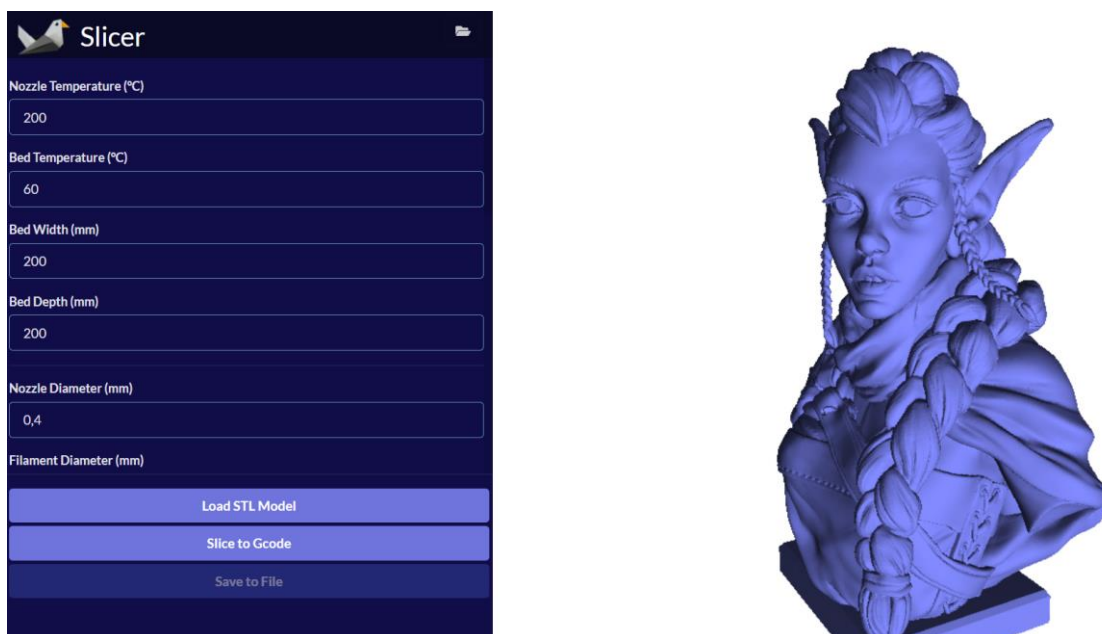 Slicer
Nozzle Temperature (°C)
200
Bed Temperature (°C)
60
Bed Width (mm)
200
Bed Depth (mm)
200
Nozzle Diameter (mm)
0,4
Filament Diameter (mm)
Load STL Model
Slice to Gcode
Save to File